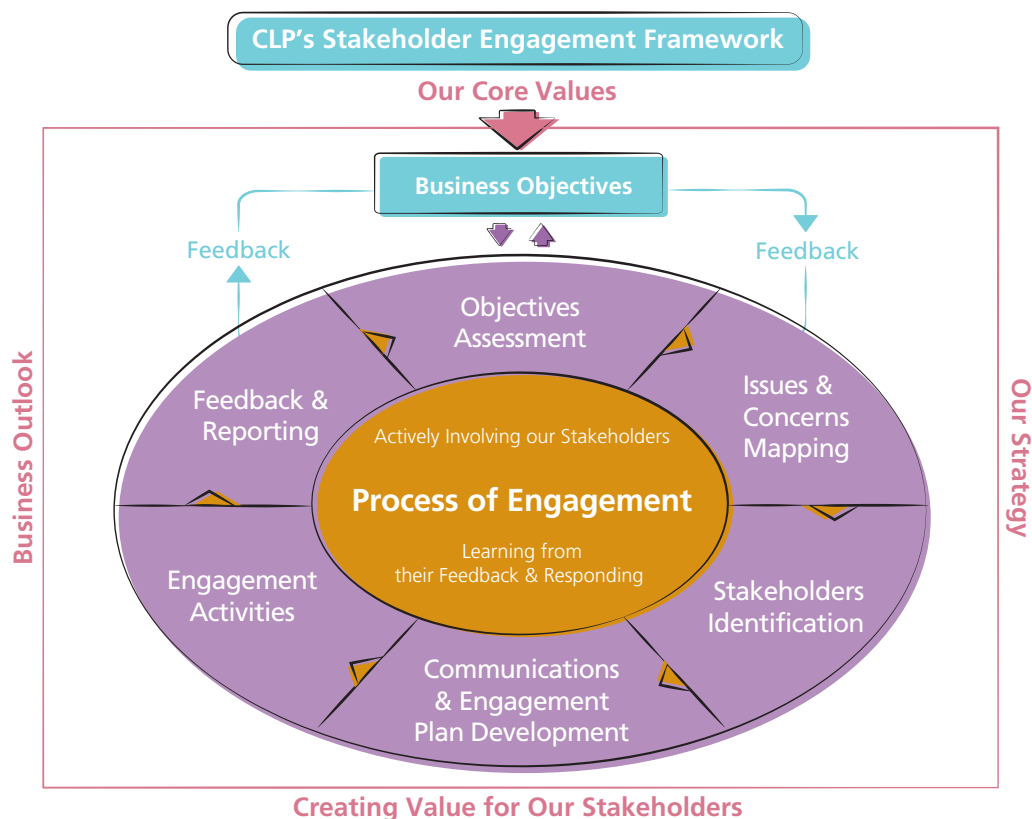 CLP's Stakeholder Engagement Framework
Our Core Values
Business Objectives
Feedback
Feedback
Objectives
Assessment
Issues &
Concerns
Mapping
Stakeholders
Identification
Communications
& Engagement
Plan Development
Engagement
Activities
Feedback &
Reporting
Actively Involving our Stakeholders
Process of Engagement
Learning from
their Feedback & Responding
Business Outlook
Our Strategy
Creating Value for Our Stakeholders